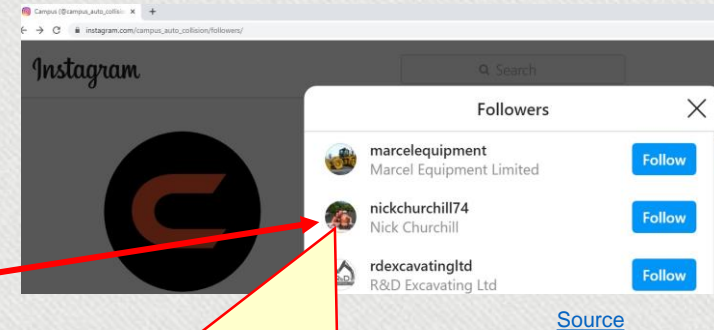 Campus (@campus_auto_collisio
instagram.com/campus_auto_collision/followers/
Instagram
Search
Followers
marcelequipment
Marcel Equipment Limited
Follow
nickchurchill74
Nick Churchill
Follow
rdexcavatingltd
R&D Excavating Ltd
Follow
Source